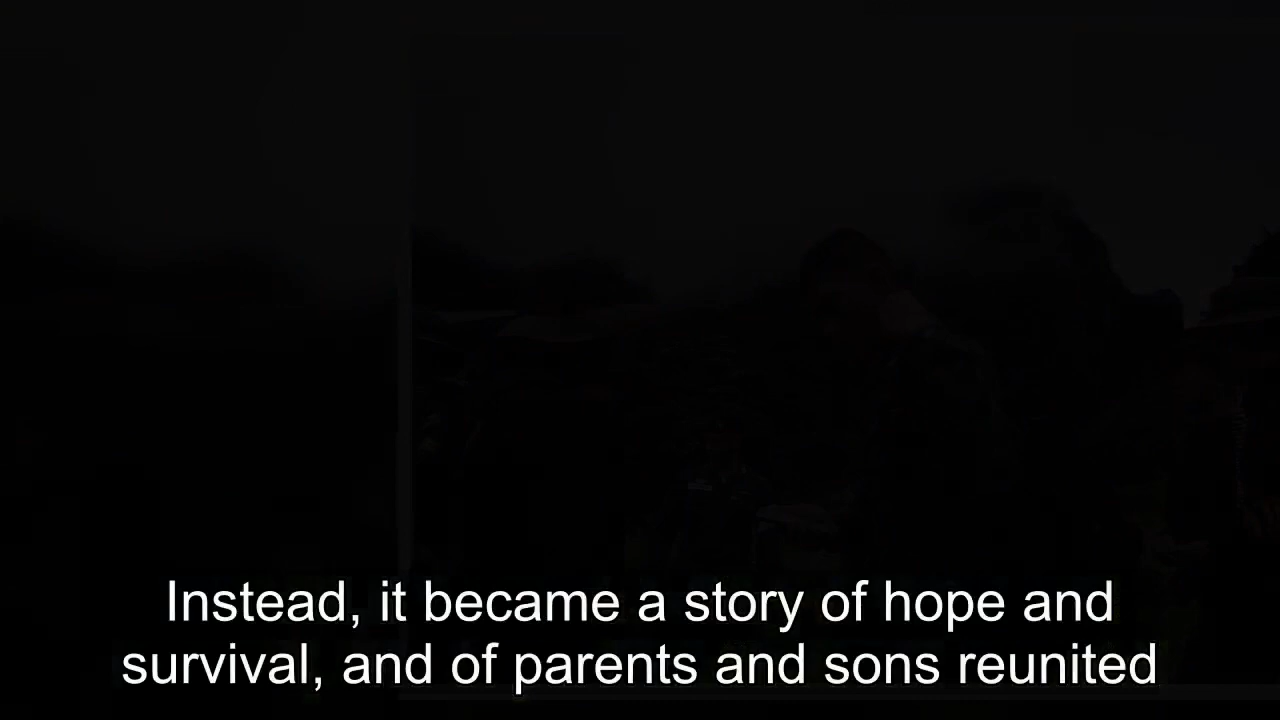 Instead, it became a story of hope and
survival, and of parents and sons reunited